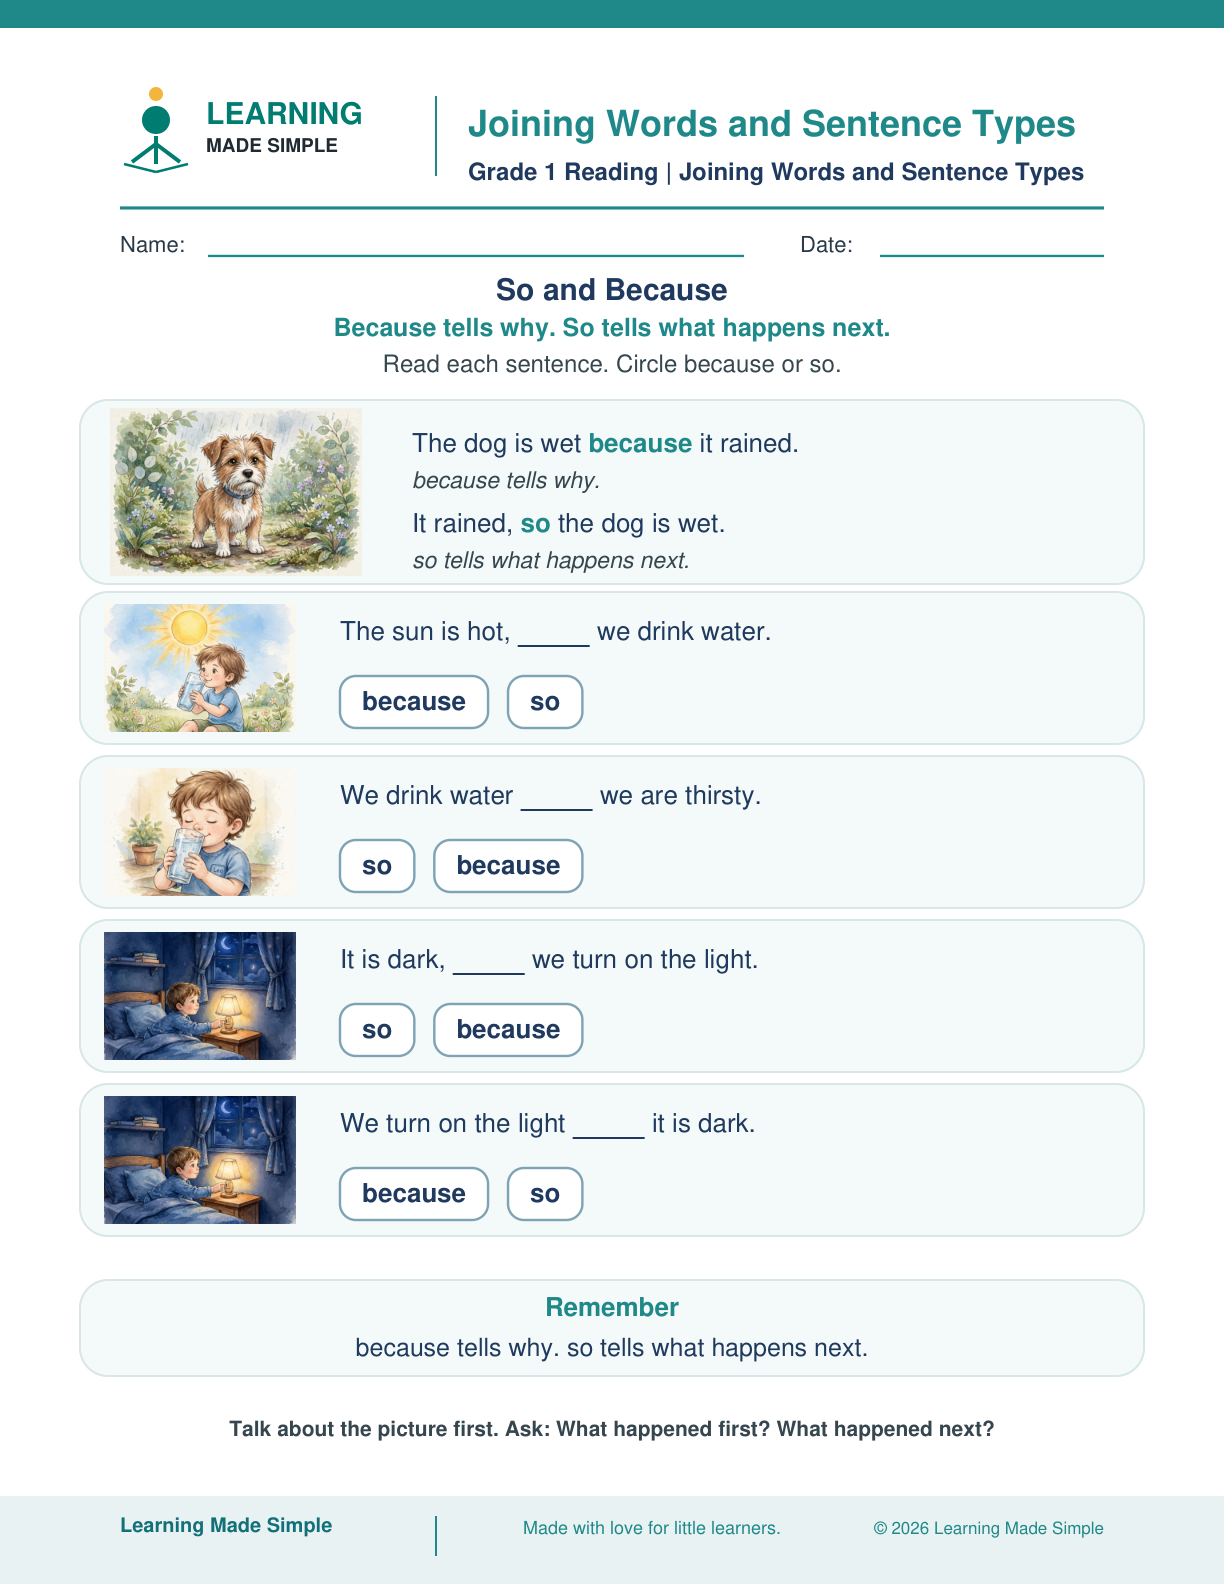 LEARNING
MADE SIMPLE
Joining Words and Sentence Types
Grade 1 Reading | Joining Words and Sentence Types
Name:
Date:
So and Because
Because tells why. So tells what happens next.
Read each sentence. Circle because or so.
The dog is wet because it rained.
because tells why.
It rained, so the dog is wet.
so tells what happens next.
The sun is hot, _____ we drink water.
because so
We drink water _____ we are thirsty.
so because
It is dark, _____ we turn on the light.
so because
We turn on the light _____ it is dark.
because so
Remember
because tells why. so tells what happens next.
Talk about the picture first. Ask: What happened first? What happened next?
Learning Made Simple
Made with love for little learners.
© 2026 Learning Made Simple